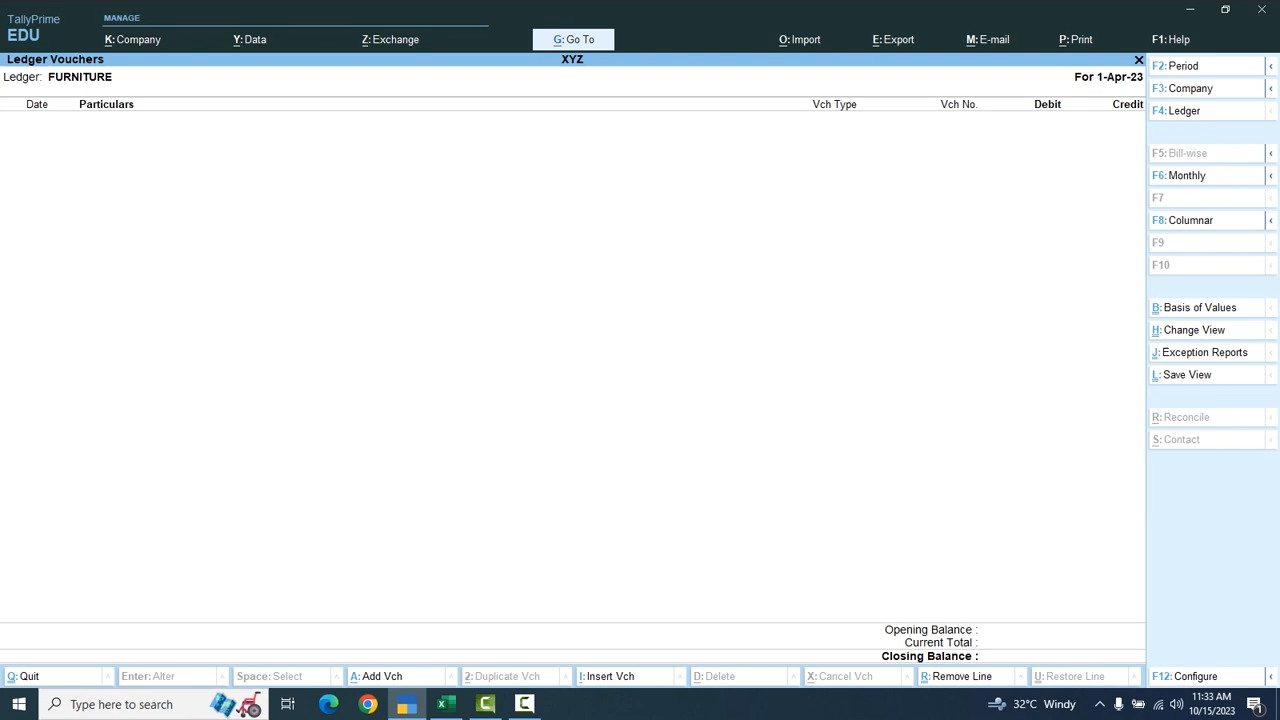 TallyPrime
EDU
MANAGE
K: Company
Y: Data
Z: Exchange
G: Go To
O: Import
E: Export
M: E-mail
P: Print
F1: Help
Ledger Vouchers
XYZ
Ledger: FURNITURE
For 1-Apr-23
Date Particulars Vch Type Vch No. Debit Credit
F2: Period
F3: Company
F4: Ledger
F5: Bill-wise
F6: Monthly
F7
F8: Columnar
F9
F10
B: Basis of Values
H: Change View
J: Exception Reports
L: Save View
R: Reconcile
S: Contact
Opening Balance :
Current Total :
Closing Balance :
Q: Quit
Enter: Alter
Space: Select
A: Add Vch
2: Duplicate Vch
I: Insert Vch
D: Delete
X: Cancel Vch
R: Remove Line
U: Restore Line
F12: Configure
Type here to search
32°C Windy
11:33 AM
10/15/2023
1